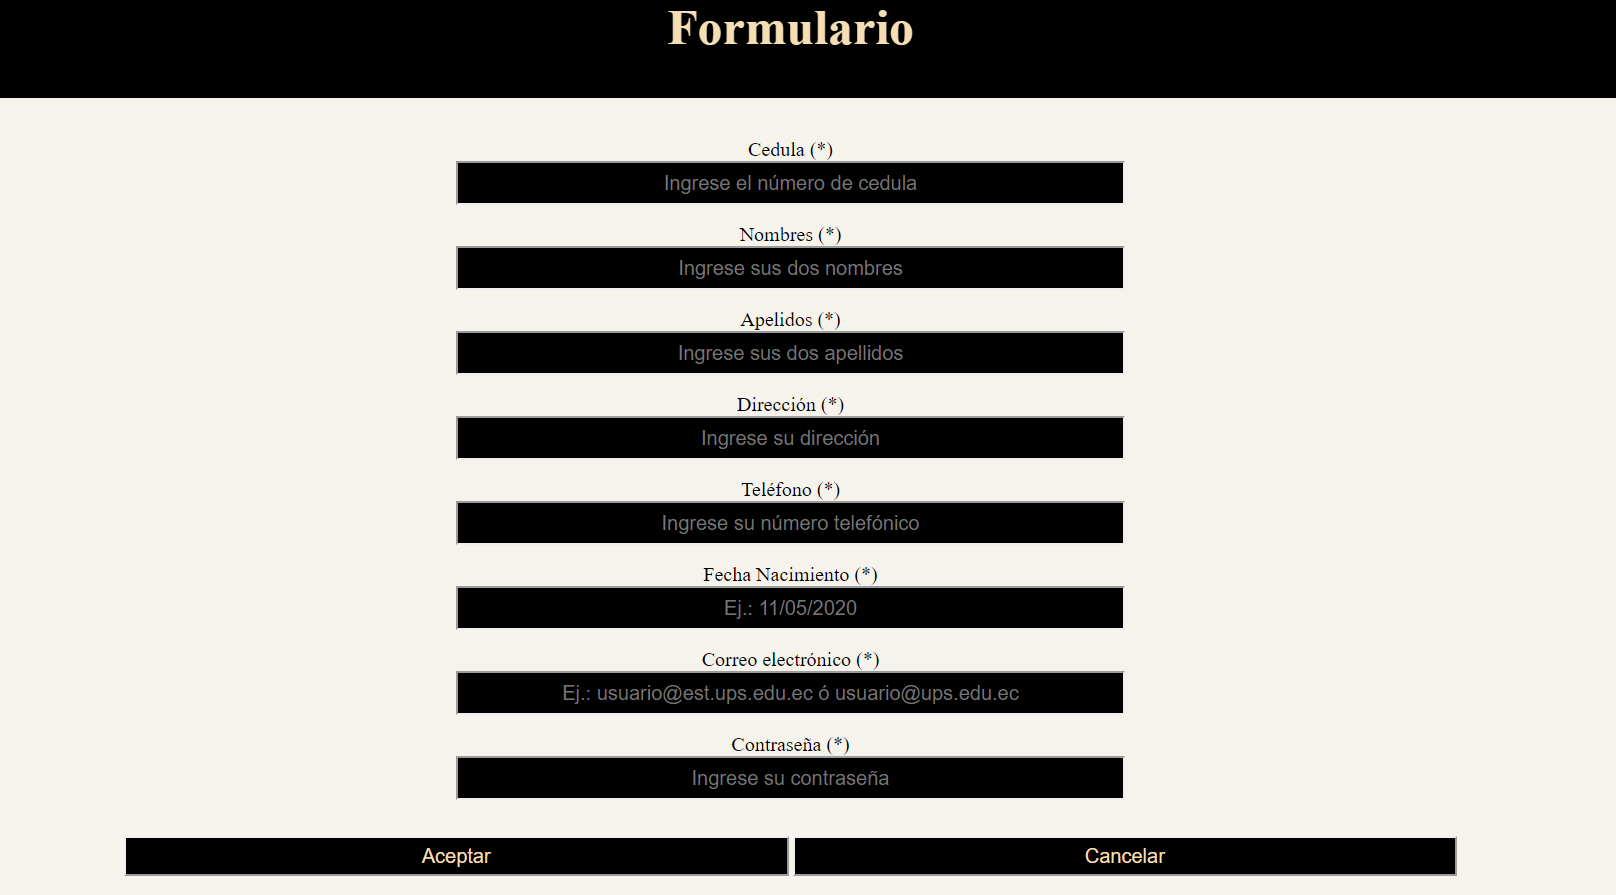 Formulario
Cedula (*)
Ingrese el número de cedula
Nombres (*)
Ingrese sus dos nombres
Apelidos (*)
Ingrese sus dos apellidos
Dirección (*)
Ingrese su dirección
Teléfono (*)
Ingrese su número telefónico
Fecha Nacimiento (*)
Ej.: 11/05/2020
Correo electrónico (*)
Ej.: usuario@est.ups.edu.ec ó usuario@ups.edu.ec
Contraseña (*)
Ingrese su contraseña
Aceptar Cancelar